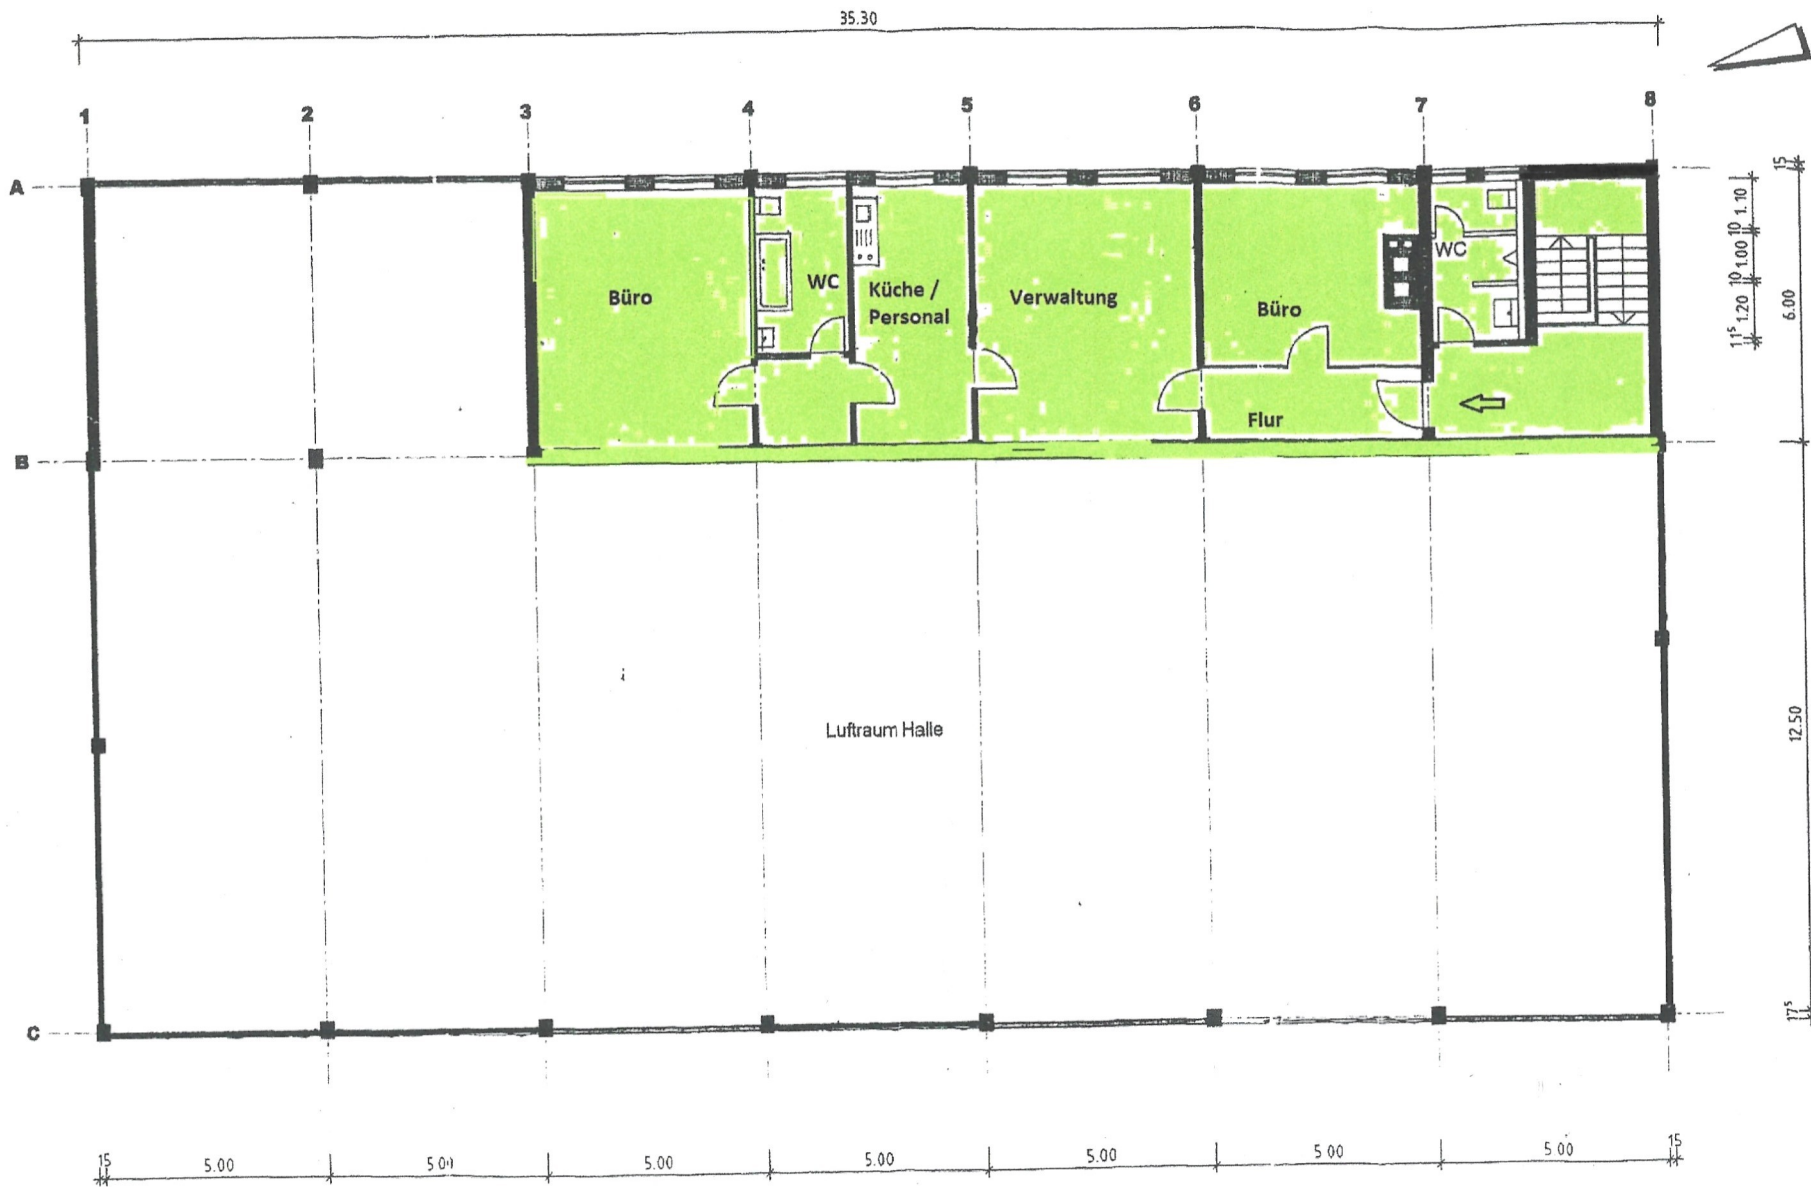 35.30
1 2 3 4 5 6 7 8
A
15
1.10
10
1.00
10
1.20
11⁵
6.00
Büro
WC
Küche /
Personal
Verwaltung
Büro
WC
Flur
B
12.50
Luftraum Halle
C
17⁵
15 5.00 5.00 5.00 5.00 5.00 5.00 5.00 15